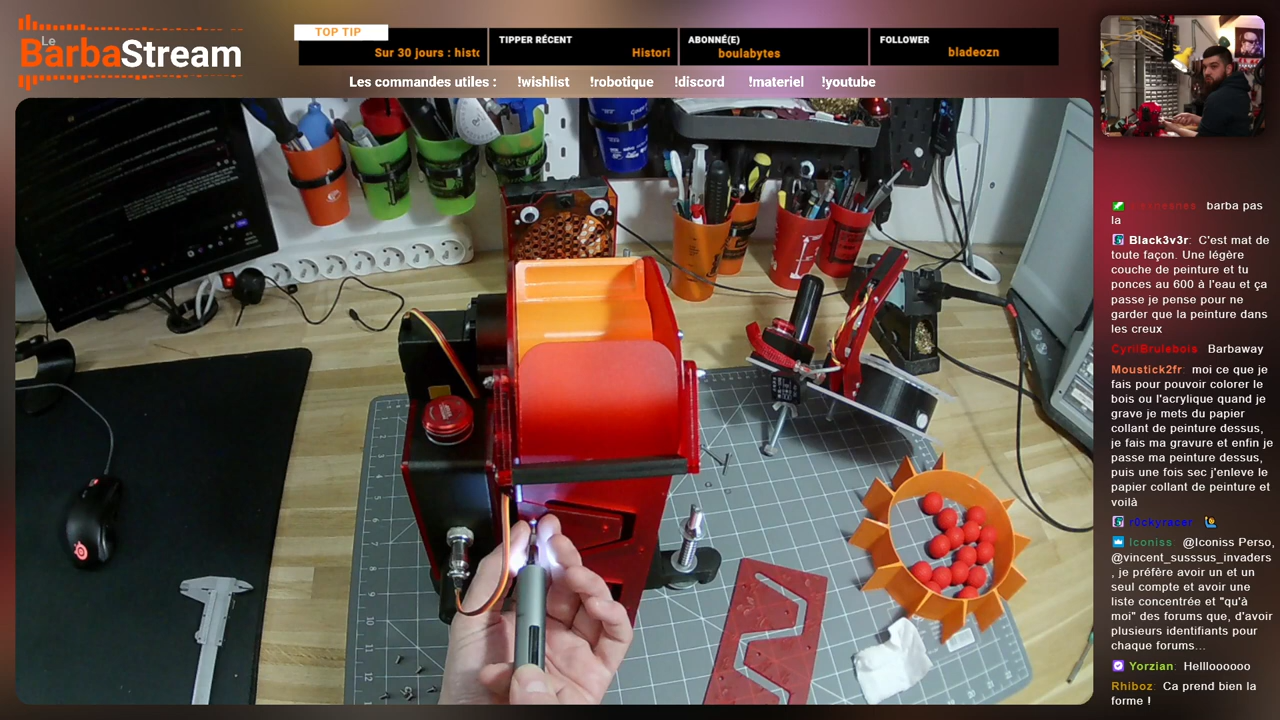 Le
BarbaStream
TOP TIP
Sur 30 jours : histo
TIPPER RÉCENT
Histori
ABONNÉ(E)
boulabytes
FOLLOWER
bladeozn
Les commandes utiles : !wishlist !robotique !discord !materiel !youtube
barba pas
la
Black3v3r: C'est mat de
toute façon. Une légère
couche de peinture et tu
ponces au 600 à l'eau et ça
passe je pense pour ne
garder que la peinture dans
les creux
CyrilBrulebois: Barbaway
Moustick2fr: moi ce que je
fais pour pouvoir colorer le
bois ou l'acrylique quand je
grave je mets du papier
collant de peinture dessus,
je fais ma gravure et enfin je
passe ma peinture dessus,
puis une fois sec j'enleve le
papier collant de peinture et
voilà
r0ckyracer:
Iconiss: @Iconiss Perso,
@vincent_susssus_invaders
, je préfère avoir un et un
seul compte et avoir une
liste concentrée et "qu'à
moi" des forums que, d'avoir
plusieurs identifiants pour
chaque forums...
Yorzian: Hellloooooo
Rhiboz: Ca prend bien la
forme !